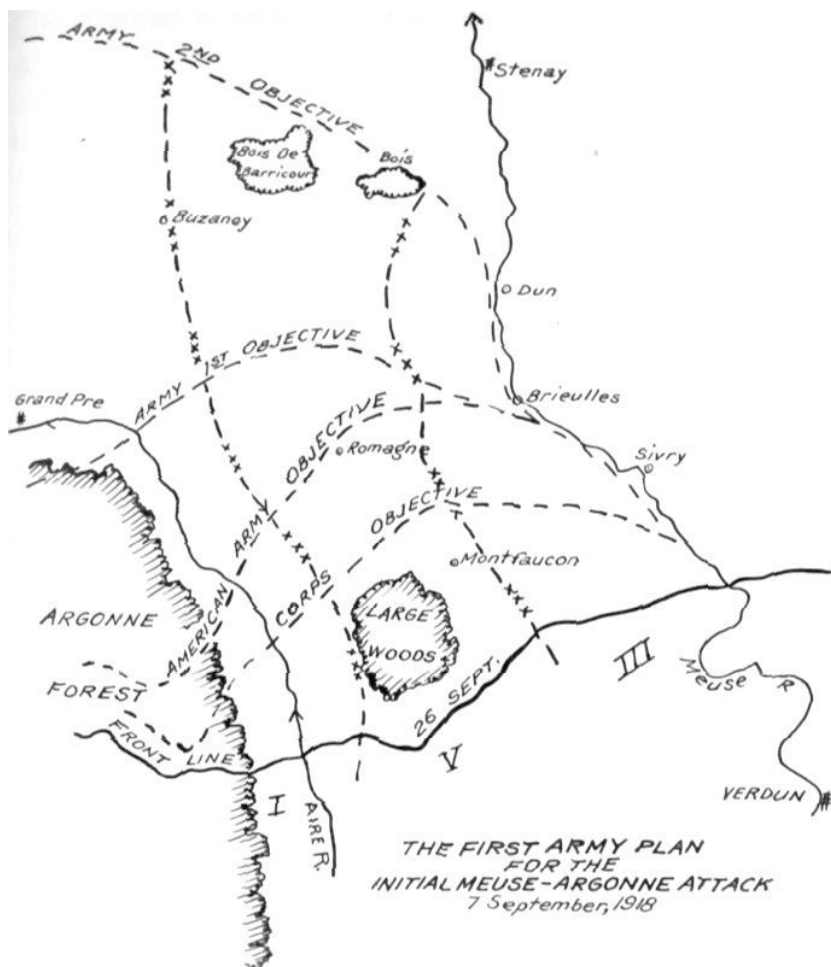 ARMY 2ND OBJECTIVE
Stenay
Bois De
Barricour
Bois
Buzancy
Dun
ARMY 1ST OBJECTIVE
Grand Pre
Brieulles
AMERICAN ARMY OBJECTIVE
Romagne
Sivry
CORPS OBJECTIVE
Montfaucon
ARGONNE
FOREST
LARGE
WOODS
FRONT LINE
26 SEPT.
III
Meuse R
V
I
AIRE R.
VERDUN
THE FIRST ARMY PLAN
FOR THE
INITIAL MEUSE-ARGONNE ATTACK
7 September, 1918